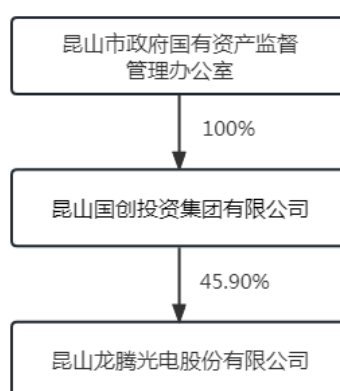 昆山市政府国有资产监督
管理办公室
100%
昆山国创投资集团有限公司
45.90%
昆山龙腾光电股份有限公司